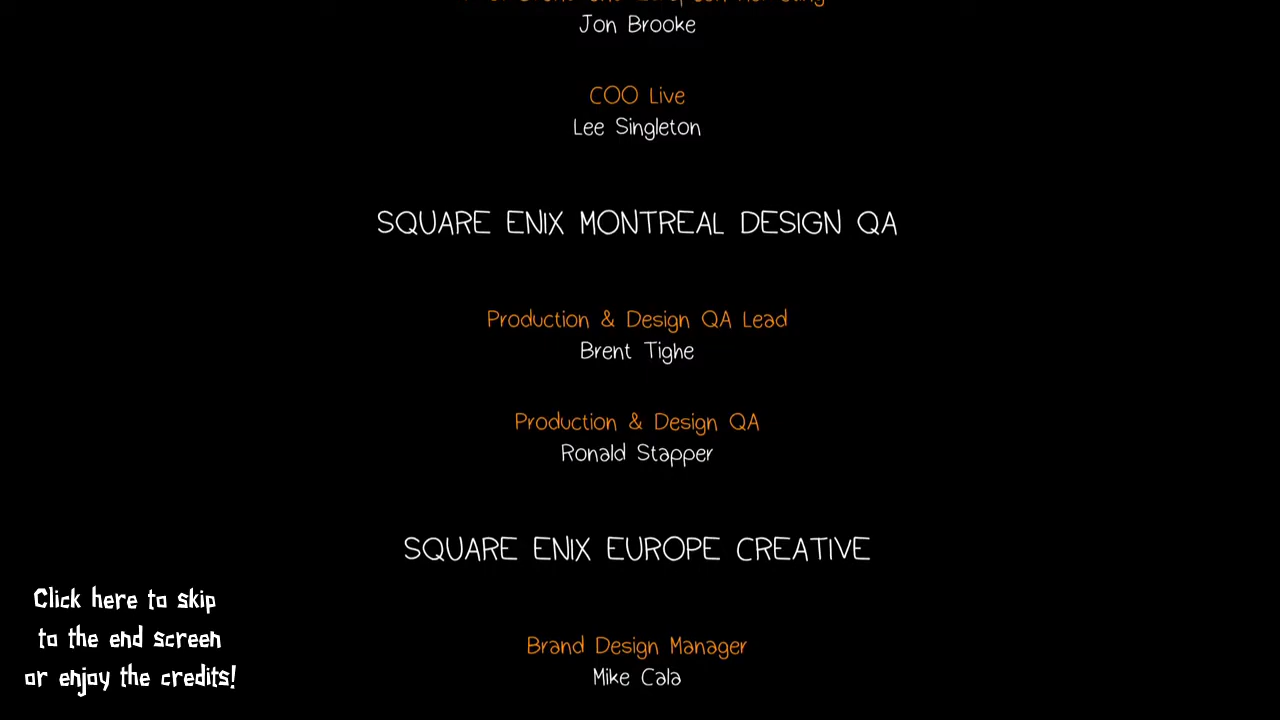 Jon Brooke
COO Live
Lee Singleton
SQUARE ENIX MONTREAL DESIGN QA
Production & Design QA Lead
Brent Tighe
Production & Design QA
Ronald Stapper
SQUARE ENIX EUROPE CREATIVE
Brand Design Manager
Mike Cala
Click here to skip
to the end screen
or enjoy the credits!